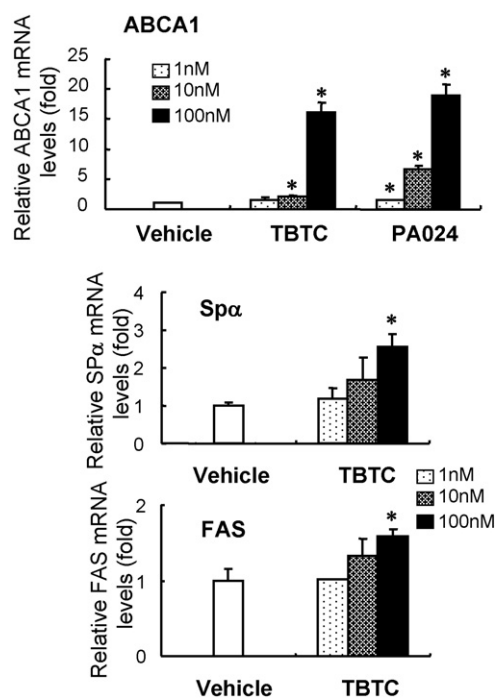 ABCA1
Relative ABCA1 mRNA
levels (fold)
25
20
15
10
5
0
1nM
10nM
100nM
*
*
*
*
*
Vehicle
TBTC
PA024
Spα
Relative SPα mRNA
levels (fold)
4
3
2
1
0
*
Vehicle
TBTC
1nM
10nM
100nM
FAS
Relative FAS mRNA
levels (fold)
2
1
0
*
Vehicle
TBTC